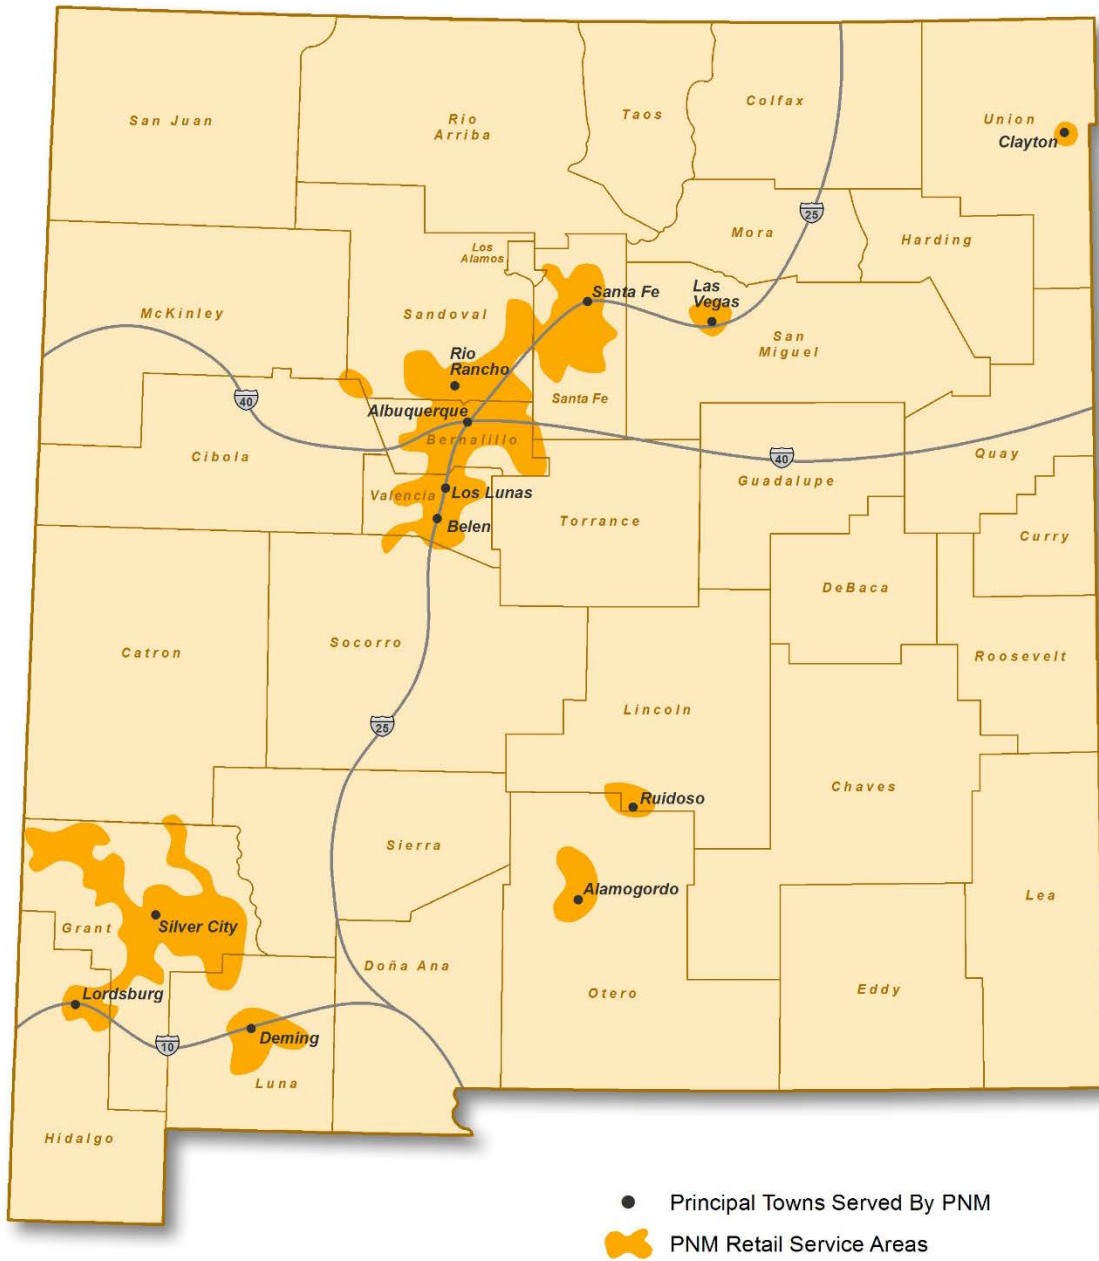 San Juan
Rio
Arriba
Taos
Colfax
Union
Clayton
25
Mora
Harding
Los
Alamos
McKinley
Sandoval
Santa Fe
Las
Vegas
San
Miguel
Rio
Rancho
40
Santa Fe
Albuquerque
Bernalillo
Cibola
40
Quay
Guadalupe
Valencia
Los Lunas
Belen
Torrance
Curry
DeBaca
Catron
Socorro
Roosevelt
Lincoln
25
Chaves
Ruidoso
Sierra
Alamogordo
Lea
Grant
Silver City
Doña Ana
Otero
Eddy
Lordsburg
Deming
10
Luna
Hidalgo
Principal Towns Served By PNM
PNM Retail Service Areas